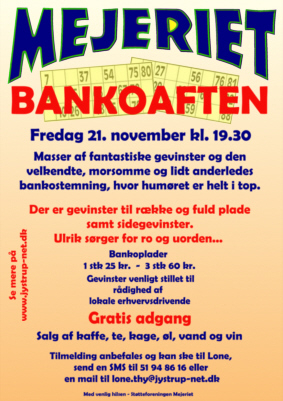 MEJERIET
BANKOAFTEN
Fredag 21. november kl. 19.30
Masser af fantastiske gevinster og den
velkendte, morsomme og lidt anderledes
bankostemning, hvor humøret er helt i top.
Der er gevinster til række og fuld plade
samt sidegevinster.
Ulrik sørger for ro og uorden...
Bankoplader
1 stk 25 kr. - 3 stk 60 kr.
Gevinster venligt stillet til
rådighed af
lokale erhvervsdrivende
Se mere på
www.jystrup-net.dk
Gratis adgang
Salg af kaffe, te, kage, øl, vand og vin
Tilmelding anbefales og kan ske til Lone,
send en SMS til 51 94 86 16 eller
en mail til lone.thy@jystrup-net.dk
Med venlig hilsen - Støtteforeningen Mejeriet